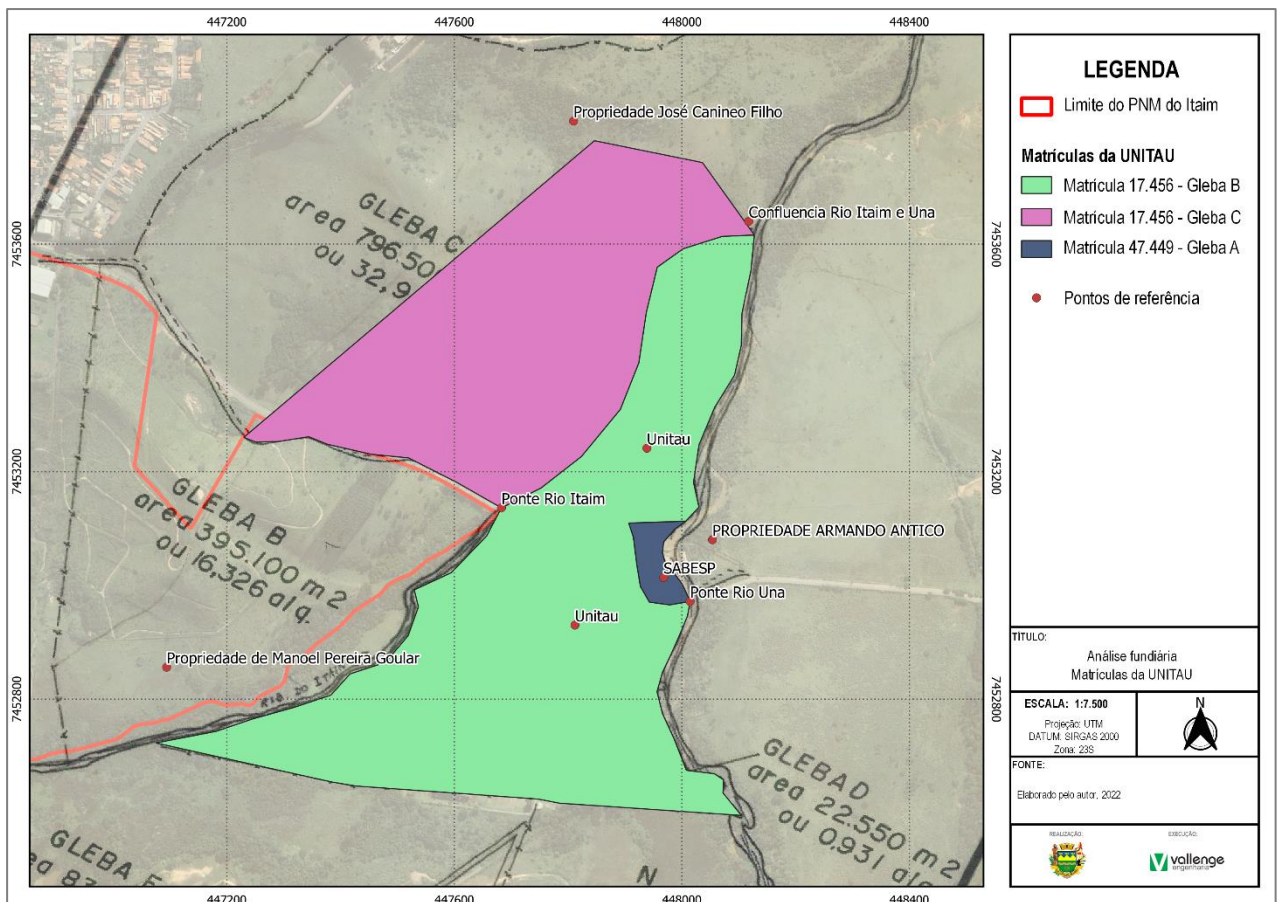 447200
447600
448000
448400
7453600
7453200
7452800
7453600
7453200
7452800
447200
447600
448000
448400
Propriedade José Canineo Filho
GLEBA C
area 796.50
ou 32,9
Confluencia Rio Itaim e Una
Unitau
GLEBA B
area 395.100 m2
ou 16,326 alq.
Ponte Rio Itaim
PROPRIEDADE ARMANDO ANTICO
SABESP
Ponte Rio Una
Unitau
Propriedade de Manoel Pereira Goular
GLEBA D
area 22.550 m2
ou 0,931 alq
GLEBA
N
LEGENDA
Limite do PNM do Itaim
Matrículas da UNITAU
Matrícula 17.456 - Gleba B
Matrícula 17.456 - Gleba C
Matrícula 47.449 - Gleba A
Pontos de referência
TÍTULO:
Análise fundiária
Matrículas da UNITAU
ESCALA: 1:7.500
Projeção: UTM
DATUM: SIRGAS 2000
Zona: 23S
N
FONTE:
Elaborado pelo autor, 2022
REALIZAÇÃO:
EXECUÇÃO:
vallenge
engenharia